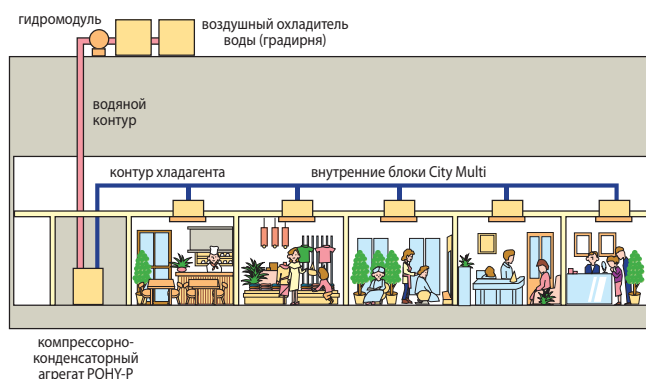 гидромодуль
воздушный охладитель
воды (градирня)
водяной
контур
контур хладагента
внутренние блоки City Multi
компрессорно-
конденсаторный
агрегат PQHY-P